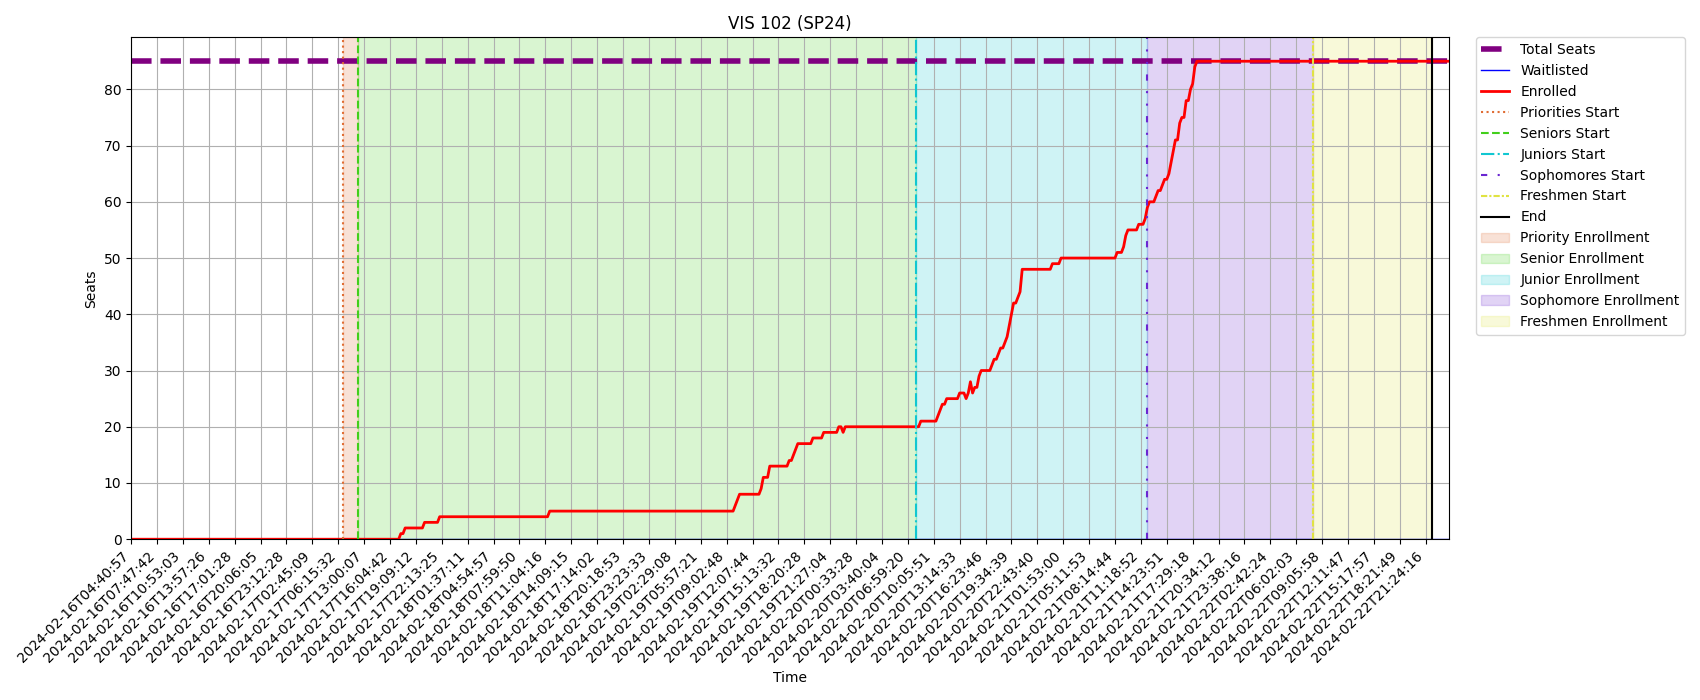 VIS 102 (SP24)
Seats
80
70
60
50
40
30
20
10
0
2024-02-16T04:40:57
2024-02-16T07:47:42
2024-02-16T10:53:03
2024-02-16T13:57:26
2024-02-16T17:01:28
2024-02-16T20:06:05
2024-02-16T23:12:28
2024-02-17T02:45:09
2024-02-17T06:15:32
2024-02-17T13:00:07
2024-02-17T16:04:42
2024-02-17T19:09:12
2024-02-17T22:13:25
2024-02-18T01:37:11
2024-02-18T04:54:57
2024-02-18T07:59:50
2024-02-18T11:04:16
2024-02-18T14:09:15
2024-02-18T17:14:02
2024-02-18T20:18:53
2024-02-18T23:23:33
2024-02-19T02:29:08
2024-02-19T05:57:21
2024-02-19T09:02:48
2024-02-19T12:07:44
2024-02-19T15:13:32
2024-02-19T18:20:28
2024-02-19T21:27:04
2024-02-20T00:33:28
2024-02-20T03:40:04
2024-02-20T06:59:20
2024-02-20T10:05:51
2024-02-20T13:14:33
2024-02-20T16:23:46
2024-02-20T19:34:39
2024-02-20T22:43:40
2024-02-21T01:53:00
2024-02-21T05:11:53
2024-02-21T08:14:44
2024-02-21T11:18:52
2024-02-21T14:23:51
2024-02-21T17:29:18
2024-02-21T20:34:12
2024-02-21T23:38:16
2024-02-22T02:42:24
2024-02-22T06:02:03
2024-02-22T09:05:58
2024-02-22T12:11:47
2024-02-22T15:17:57
2024-02-22T18:21:49
2024-02-22T21:24:16
Time
Total Seats
Waitlisted
Enrolled
Priorities Start
Seniors Start
Juniors Start
Sophomores Start
Freshmen Start
End
Priority Enrollment
Senior Enrollment
Junior Enrollment
Sophomore Enrollment
Freshmen Enrollment